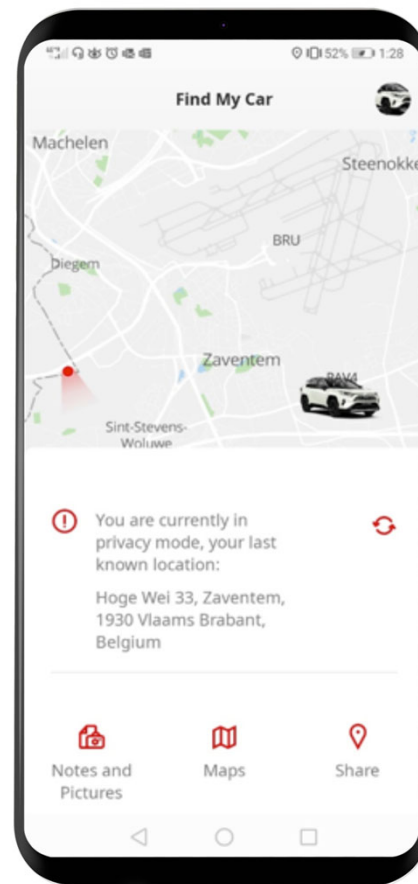 52% 1:28
Find My Car
Machelen
Steenokke
BRU
Diegem
Zaventem
RAV4
Sint-Stevens-
Woluwe
You are currently in
privacy mode, your last
known location:
Hoge Wei 33, Zaventem,
1930 Vlaams Brabant,
Belgium
Notes and
Pictures
Maps
Share